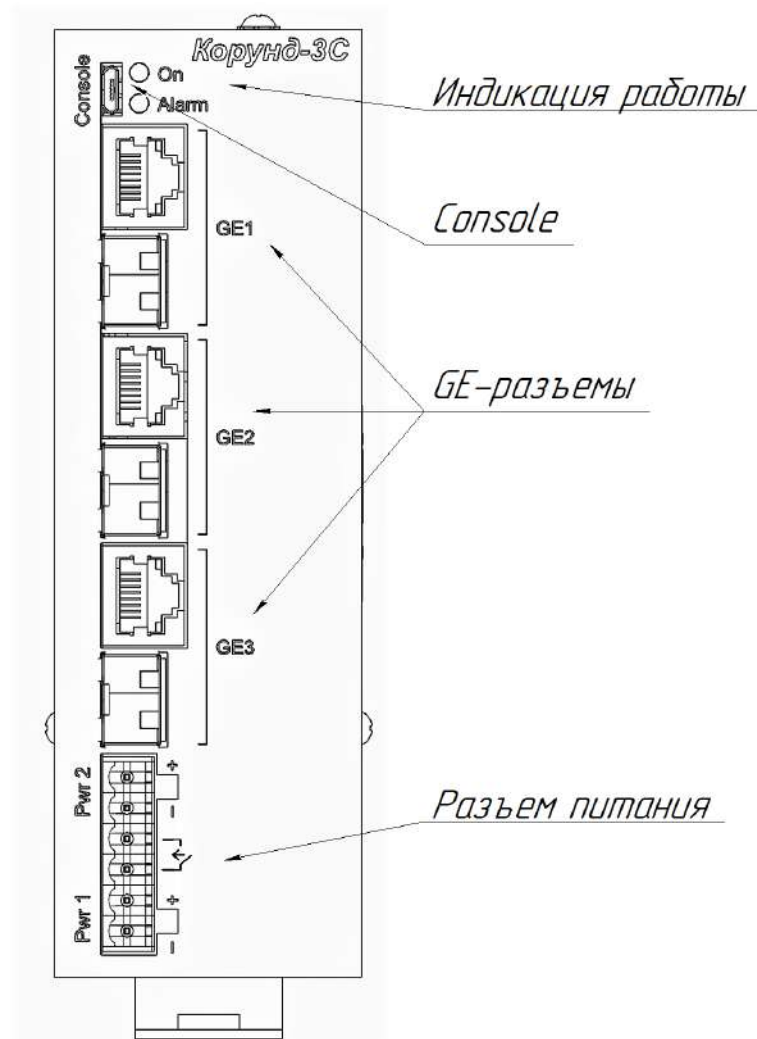 Корунд-3С
Console
On
Alarm
Индикация работы
GE1
Console
GE2
GE-разъемы
GE3
Pwr 2
+
-
Разъем питания
Pwr 1
+
-